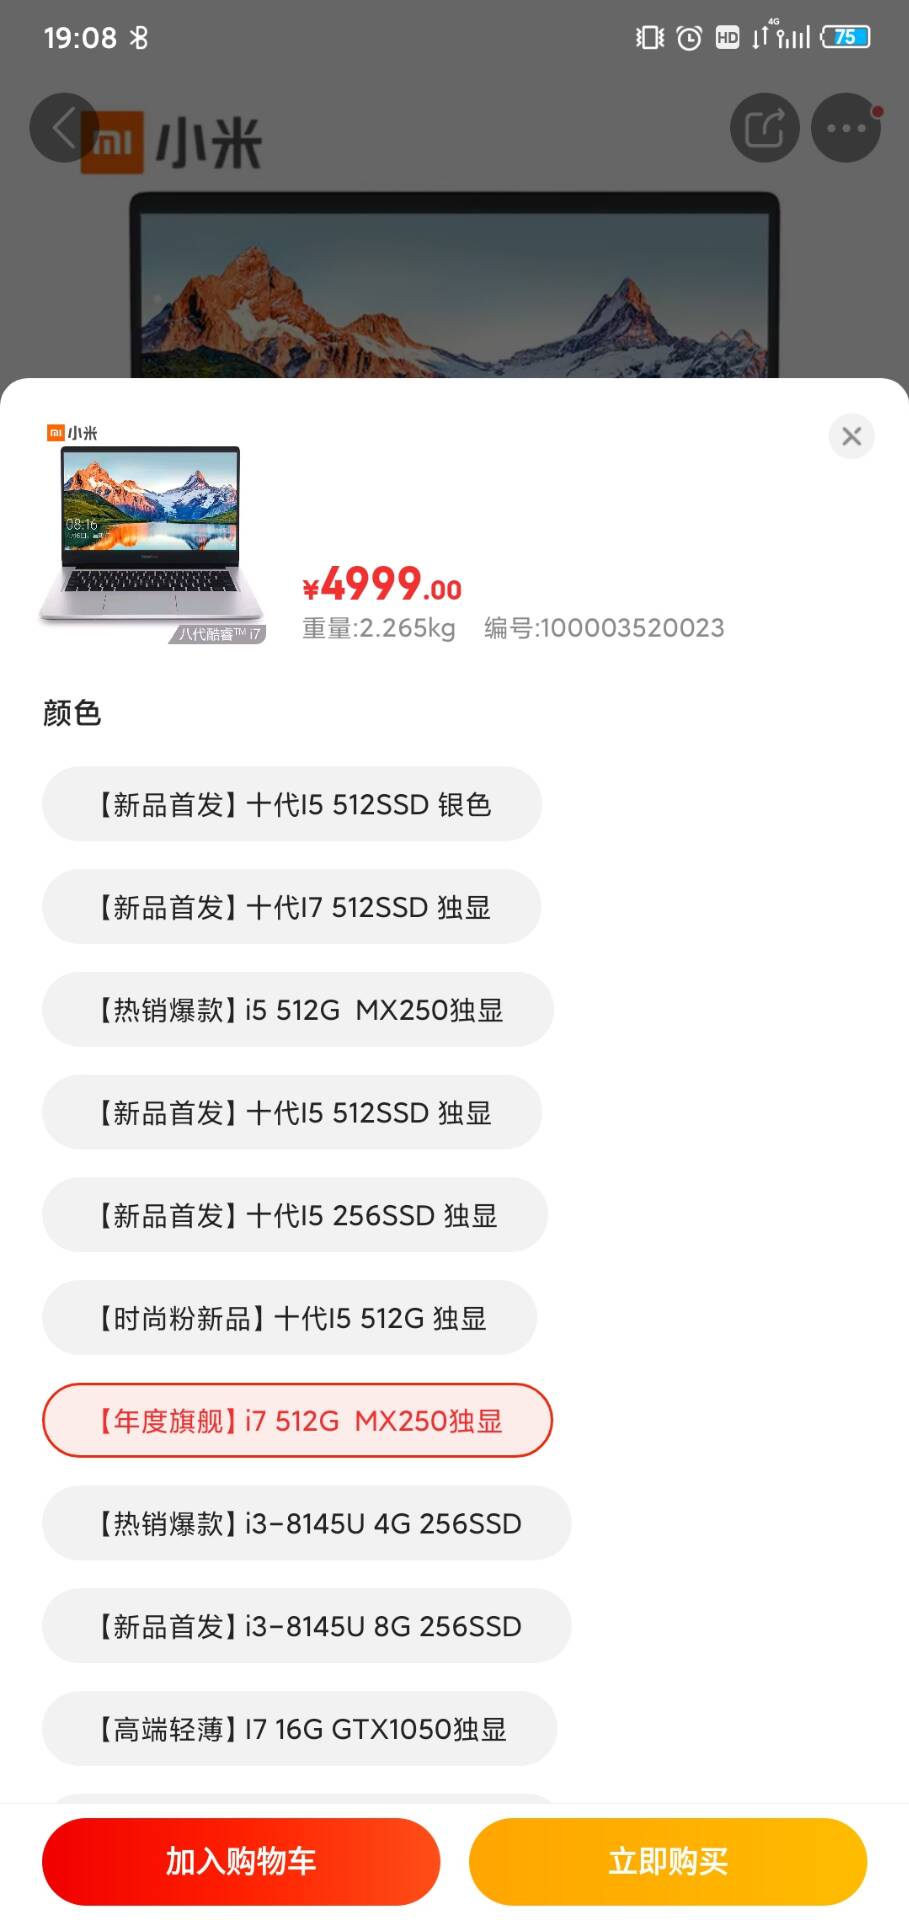 19:08
4G
HD
75
小米
小米
08:16
八代酷睿™ i7
¥4999.00
重量:2.265kg 编号:100003520023
颜色
【新品首发】十代I5 512SSD 银色
【新品首发】十代I7 512SSD 独显
【热销爆款】i5 512G  MX250独显
【新品首发】十代I5 512SSD 独显
【新品首发】十代I5 256SSD 独显
【时尚粉新品】十代I5 512G 独显
【年度旗舰】i7 512G  MX250独显
【热销爆款】i3-8145U 4G 256SSD
【新品首发】i3-8145U 8G 256SSD
【高端轻薄】I7 16G GTX1050独显
加入购物车 立即购买